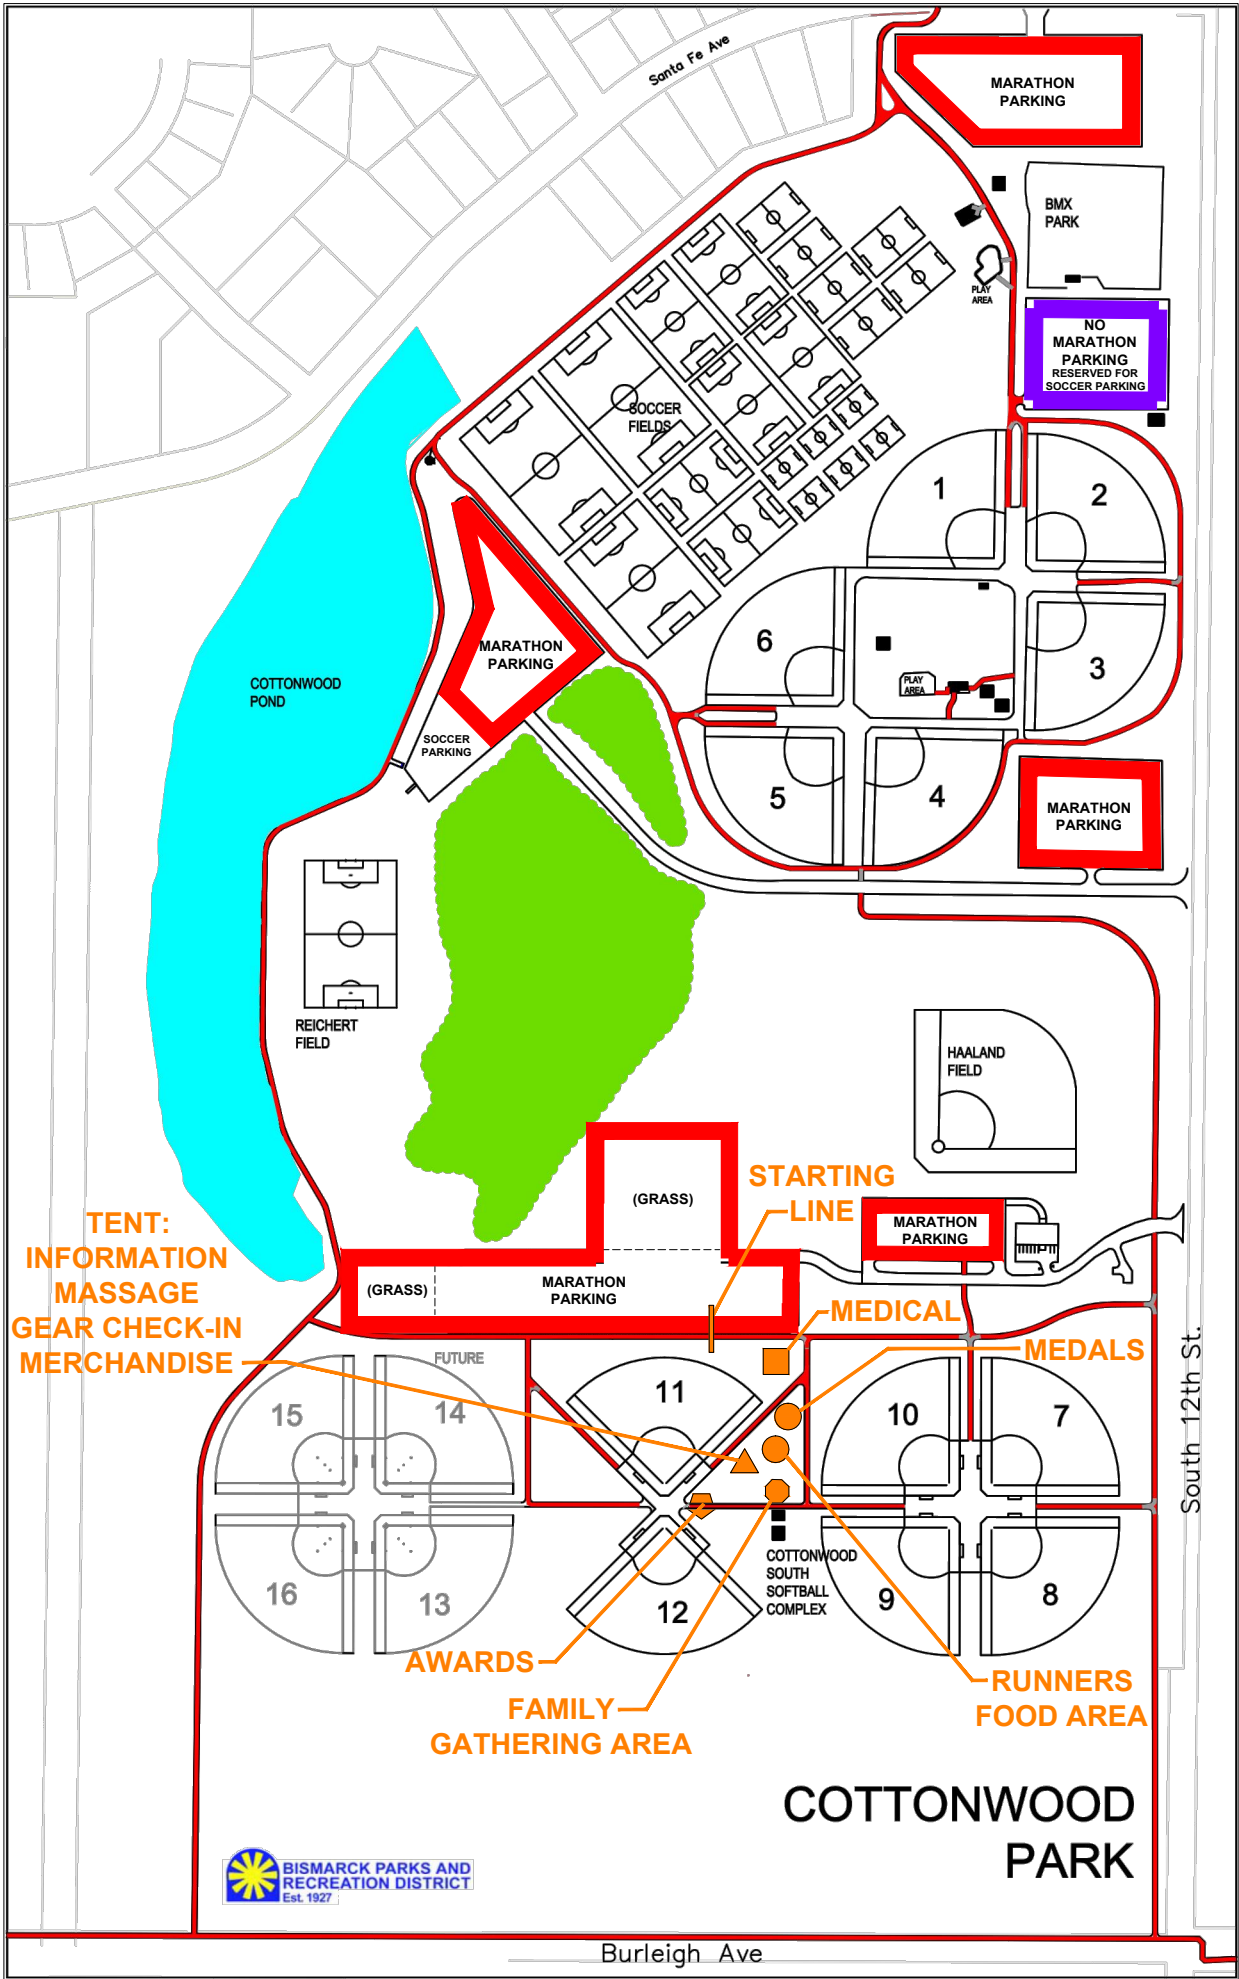 Santa Fe Ave
MARATHON
PARKING
BMX
PARK
PLAY
AREA
NO
MARATHON
PARKING
RESERVED FOR
SOCCER PARKING
SOCCER
FIELDS
1
2
6
3
MARATHON
PARKING
PLAY
AREA
COTTONWOOD
POND
SOCCER
PARKING
5
4
MARATHON
PARKING
REICHERT
FIELD
HAALAND
FIELD
STARTING
LINE
(GRASS)
TENT:
INFORMATION
MASSAGE
GEAR CHECK-IN
MERCHANDISE
MARATHON
PARKING
(GRASS)
MARATHON
PARKING
MEDICAL
MEDALS
South 12th St.
FUTURE
15
14
11
10
7
16
13
12
COTTONWOOD
SOUTH
SOFTBALL
COMPLEX
9
8
AWARDS
FAMILY
GATHERING AREA
RUNNERS
FOOD AREA
COTTONWOOD
PARK
BISMARCK PARKS AND
RECREATION DISTRICT
Est. 1927
Burleigh Ave